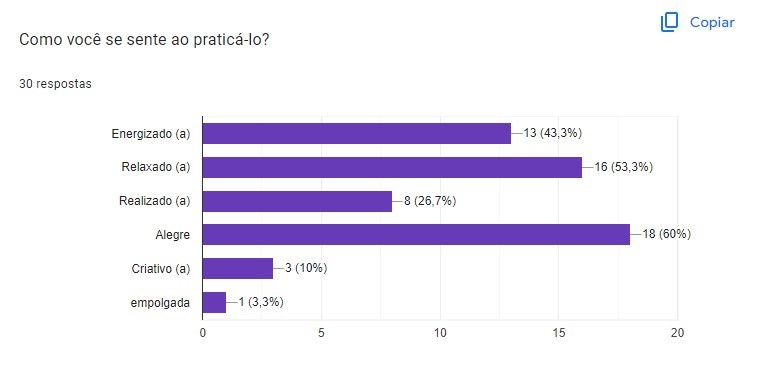 Copiar
Como você se sente ao praticá-lo?
30 respostas
Energizado (a) 13 (43,3%)
Relaxado (a) 16 (53,3%)
Realizado (a) 8 (26,7%)
Alegre 18 (60%)
Criativo (a) 3 (10%)
empolgada 1 (3,3%)
0 5 10 15 20